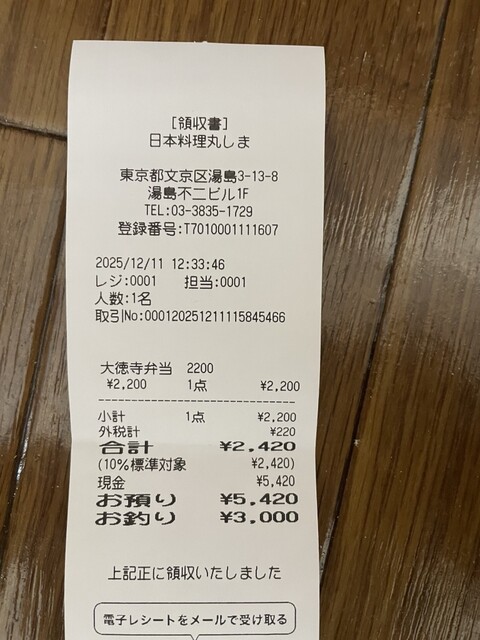 [領収書]
日本料理丸しま
東京都文京区湯島3-13-8
湯島不二ビル1F
TEL:03-3835-1729
登録番号:T7010001111607
2025/12/11 12:33:46
レジ:0001 担当:0001
人数:1名
取引No:000120251211115845466
大徳寺弁当 2200
¥2,200 1点 ¥2,200
小計 1点 ¥2,200
外税計 ¥220
合計 ¥2,420
(10%標準対象 ¥2,420)
現金 ¥5,420
お預り ¥5,420
お釣り ¥3,000
上記正に領収いたしました
電子レシートをメールで受け取る